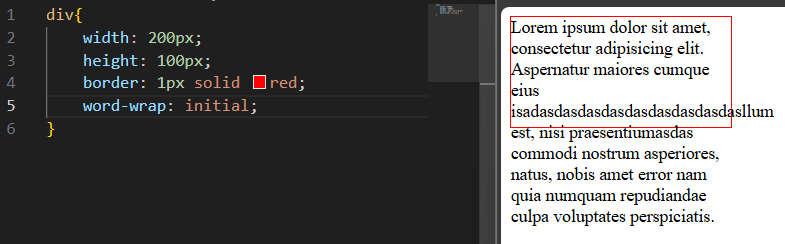 1 div{
2 width: 200px;
3 height: 100px;
4 border: 1px solid red;
5 word-wrap: initial;
6 }
Lorem ipsum dolor sit amet,
consectetur adipisicing elit.
Aspernatur maiores cumque
eius
isadasdasdasdasdasdasdasdasllum
est, nisi praesentiumasdas
commodi nostrum asperiores,
natus, nobis amet error nam
quia numquam repudiandae
culpa voluptates perspiciatis.